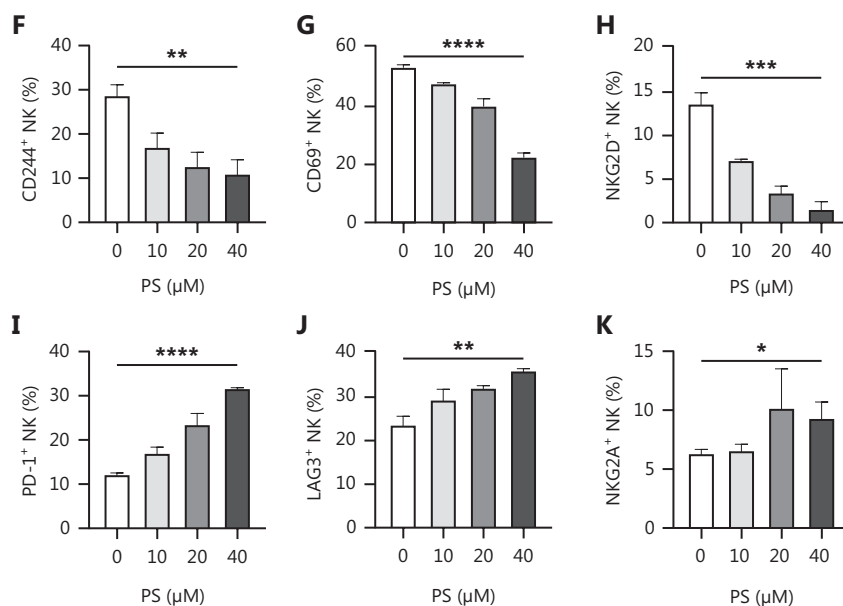 F
CD244+ NK (%)
40
30
20
10
0
**
0 10 20 40
PS (µM)
G
CD69+ NK (%)
60
40
20
0
****
0 10 20 40
PS (µM)
H
NKG2D+ NK (%)
20
15
10
5
0
***
0 10 20 40
PS (µM)
I
PD-1+ NK (%)
40
30
20
10
0
****
0 10 20 40
PS (µM)
J
LAG3+ NK (%)
40
30
20
10
0
**
0 10 20 40
PS (µM)
K
NKG2A+ NK (%)
15
10
5
0
*
0 10 20 40
PS (µM)